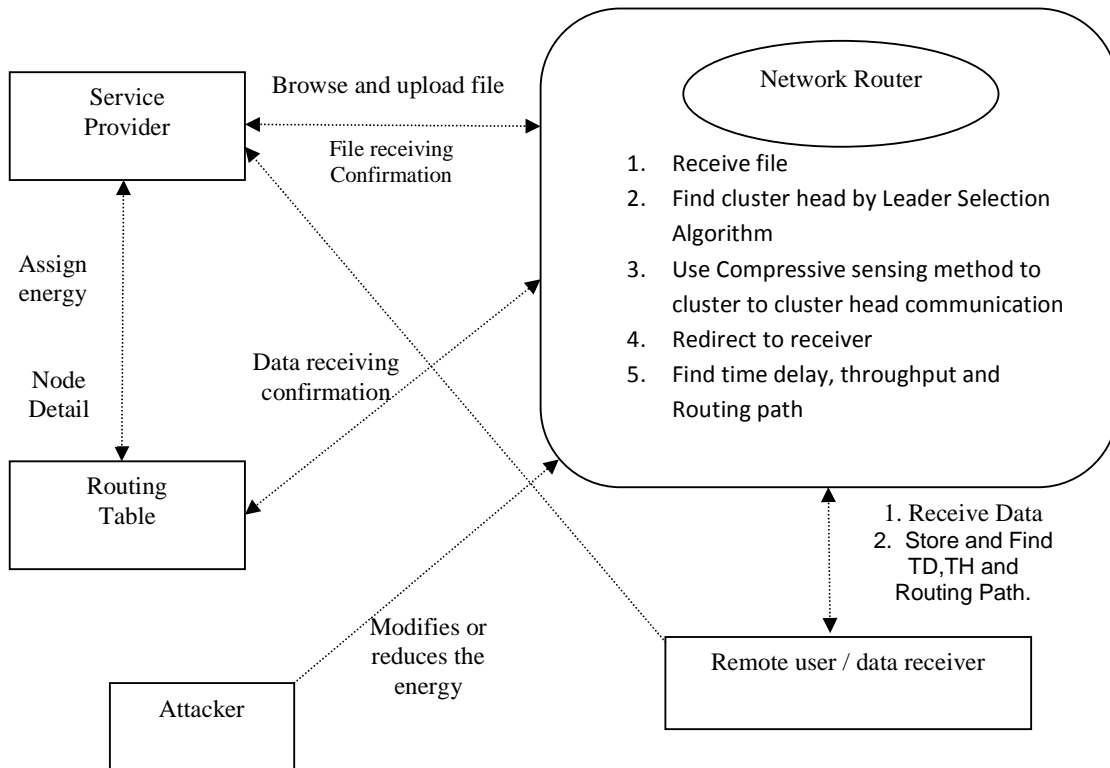 Service
Provider
Browse and upload file
File receiving
Confirmation
Network Router
1. Receive file
2. Find cluster head by Leader Selection
Algorithm
3. Use Compressive sensing method to
cluster to cluster head communication
4. Redirect to receiver
5. Find time delay, throughput and
Routing path
Assign
energy
Node
Detail
Data receiving
confirmation
Routing
Table
1. Receive Data
2. Store and Find
TD,TH and
Routing Path.
Modifies or
reduces the
energy
Attacker
Remote user / data receiver